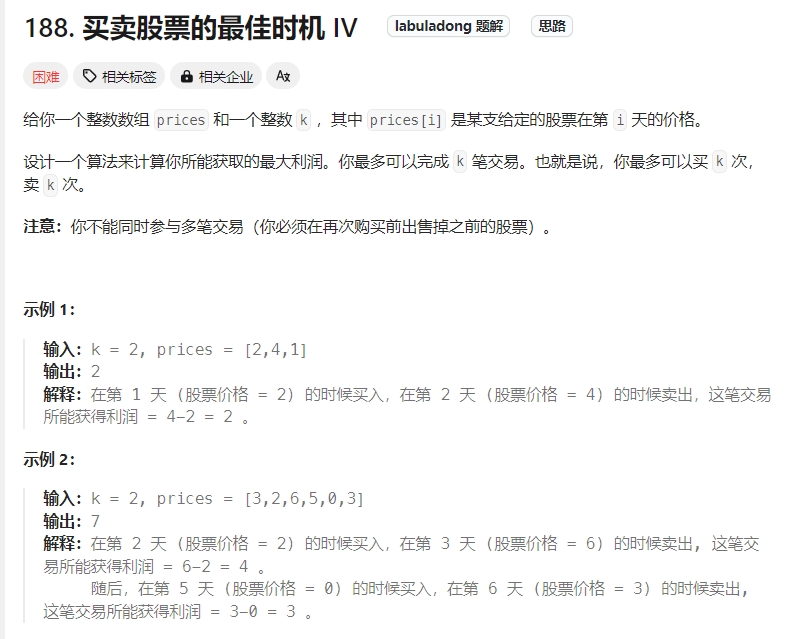 188. 买卖股票的最佳时机 IV labuladong 题解 思路
困难 相关标签 相关企业 Ax
给你一个整数数组 prices 和一个整数 k ，其中 prices[i] 是某支给定的股票在第 i 天的价格。
设计一个算法来计算你所能获取的最大利润。你最多可以完成 k 笔交易。也就是说，你最多可以买 k 次，
卖 k 次。
注意：你不能同时参与多笔交易（你必须在再次购买前出售掉之前的股票）。
示例 1：
输入：k = 2, prices = [2,4,1]
输出：2
解释：在第 1 天 (股票价格 = 2) 的时候买入，在第 2 天 (股票价格 = 4) 的时候卖出，这笔交易
所能获得利润 = 4-2 = 2 。
示例 2：
输入：k = 2, prices = [3,2,6,5,0,3]
输出：7
解释：在第 2 天 (股票价格 = 2) 的时候买入，在第 3 天 (股票价格 = 6) 的时候卖出, 这笔交
易所能获得利润 = 6-2 = 4 。
随后，在第 5 天 (股票价格 = 0) 的时候买入，在第 6 天 (股票价格 = 3) 的时候卖出,
这笔交易所能获得利润 = 3-0 = 3 。